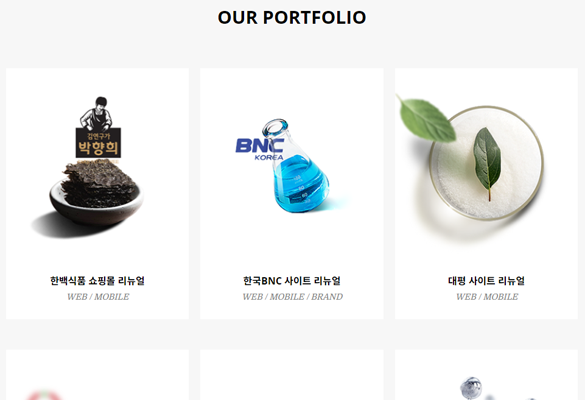 OUR PORTFOLIO
김연구가
박향희
BNC
KOREA
한백식품 쇼핑몰 리뉴얼
WEB / MOBILE
한국BNC 사이트 리뉴얼
WEB / MOBILE / BRAND
대평 사이트 리뉴얼
WEB / MOBILE